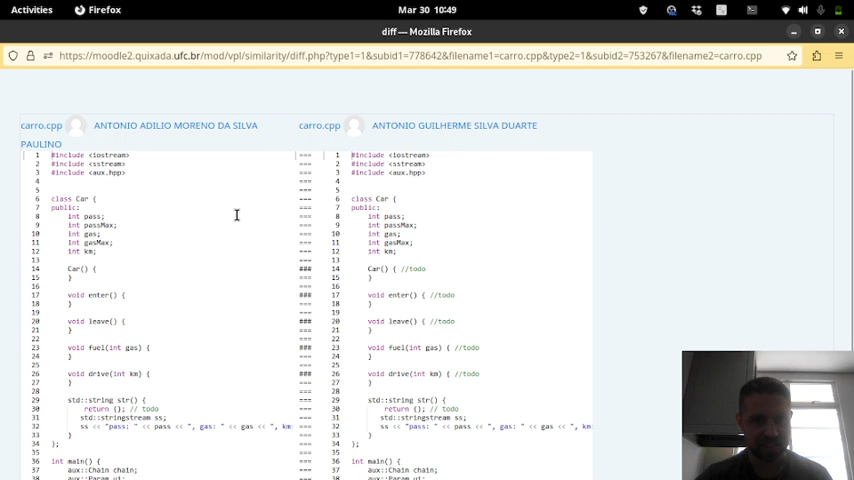 Activities Firefox Mar 30 10:49
diff — Mozilla Firefox
https://moodle2.quixada.ufc.br/mod/vpl/similarity/diff.php?type1=1&subid1=778642&filename1=carro.cpp&type2=1&subid2=753267&filename2=carro.cpp
carro.cpp ANTONIO ADILIO MORENO DA SILVA
PAULINO
1 #include <iostream>
2 #include <sstream>
3 #include <aux.hpp>
4
5
6 class Car {
7 public:
8 int pass;
9 int passMax;
10 int gas;
11 int gasMax;
12 int km;
13
14 Car() {
15 }
16
17 void enter() {
18 }
19
20 void leave() {
21 }
22
23 void fuel(int gas) {
24 }
25
26 void drive(int km) {
27 }
28
29 std::string str() {
30 return {}; // todo
31 std::stringstream ss;
32 ss << "pass: " << pass << ", gas: " << gas << ", km:
33 }
34 };
35
36 int main() {
37 aux::Chain chain;
38 aux::Param ui;
===
===
===
===
===
===
===
===
===
===
===
===
===
###
===
===
###
===
===
###
===
===
###
===
===
###
===
===
===
===
===
===
===
===
===
===
===
===
carro.cpp ANTONIO GUILHERME SILVA DUARTE
1 #include <iostream>
2 #include <sstream>
3 #include <aux.hpp>
4
5
6 class Car {
7 public:
8 int pass;
9 int passMax;
10 int gas;
11 int gasMax;
12 int km;
13
14 Car() { //todo
15 }
16
17 void enter() { //todo
18 }
19
20 void leave() { //todo
21 }
22
23 void fuel(int gas) { //todo
24 }
25
26 void drive(int km) { //todo
27 }
28
29 std::string str() {
30 return {}; // todo
31 std::stringstream ss;
32 ss << "pass: " << pass << ", gas: " << gas << ", km:
33 }
34 };
35
36 int main() {
37 aux::Chain chain;
38 aux::Param ui;